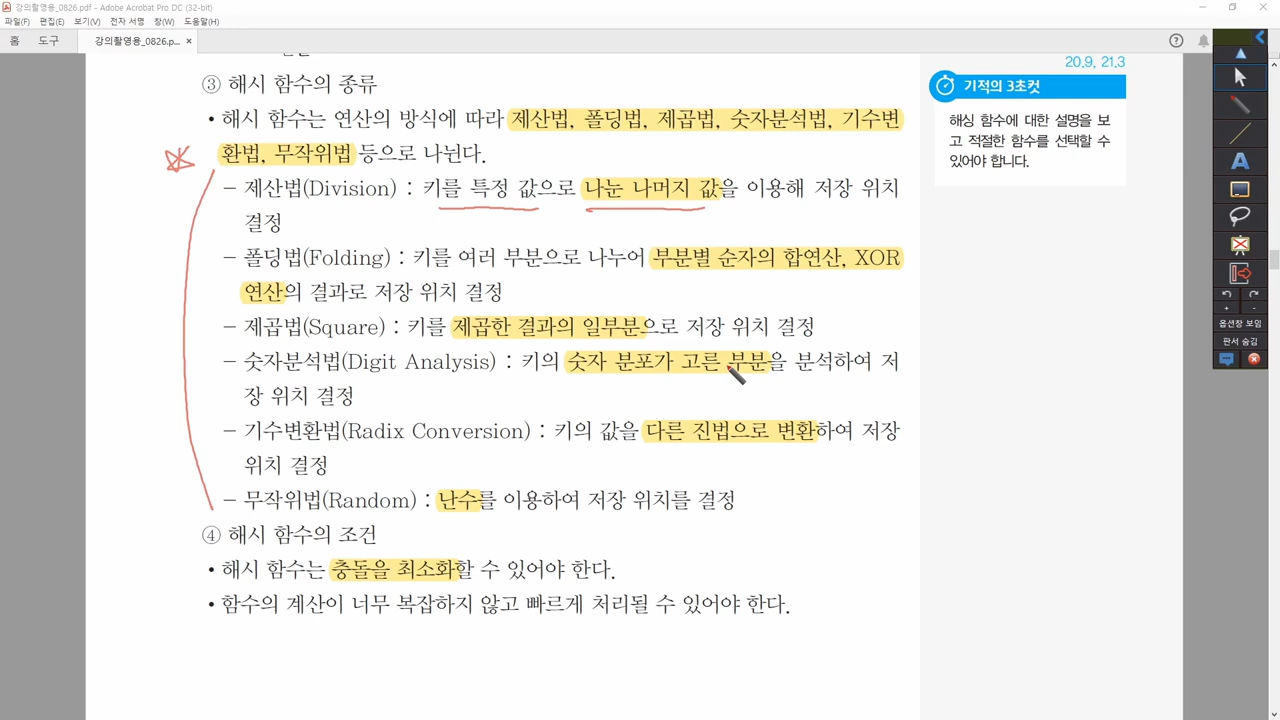 강의촬영용_0826.pdf - Adobe Acrobat Pro DC (32-bit)
파일(F) 편집(E) 보기(V) 전자 서명 창(W) 도움말(H)
홈 도구 강의촬영용_0826.p... ×
20.9, 21.3
③ 해시 함수의 종류
• 해시 함수는 연산의 방식에 따라 제산법, 폴딩법, 제곱법, 숫자분석법, 기수변
환법, 무작위법 등으로 나뉜다.
– 제산법(Division) : 키를 특정 값으로 나눈 나머지 값을 이용해 저장 위치
결정
– 폴딩법(Folding) : 키를 여러 부분으로 나누어 부분별 순자의 합연산, XOR
연산의 결과로 저장 위치 결정
– 제곱법(Square) : 키를 제곱한 결과의 일부분으로 저장 위치 결정
– 숫자분석법(Digit Analysis) : 키의 숫자 분포가 고른 부분을 분석하여 저
장 위치 결정
– 기수변환법(Radix Conversion) : 키의 값을 다른 진법으로 변환하여 저장
위치 결정
– 무작위법(Random) : 난수를 이용하여 저장 위치를 결정
④ 해시 함수의 조건
• 해시 함수는 충돌을 최소화할 수 있어야 한다.
• 함수의 계산이 너무 복잡하지 않고 빠르게 처리될 수 있어야 한다.
기적의 3초컷
해싱 함수에 대한 설명을 보
고 적절한 함수를 선택할 수
있어야 합니다.
A
옵션창 보임
판서 숨김